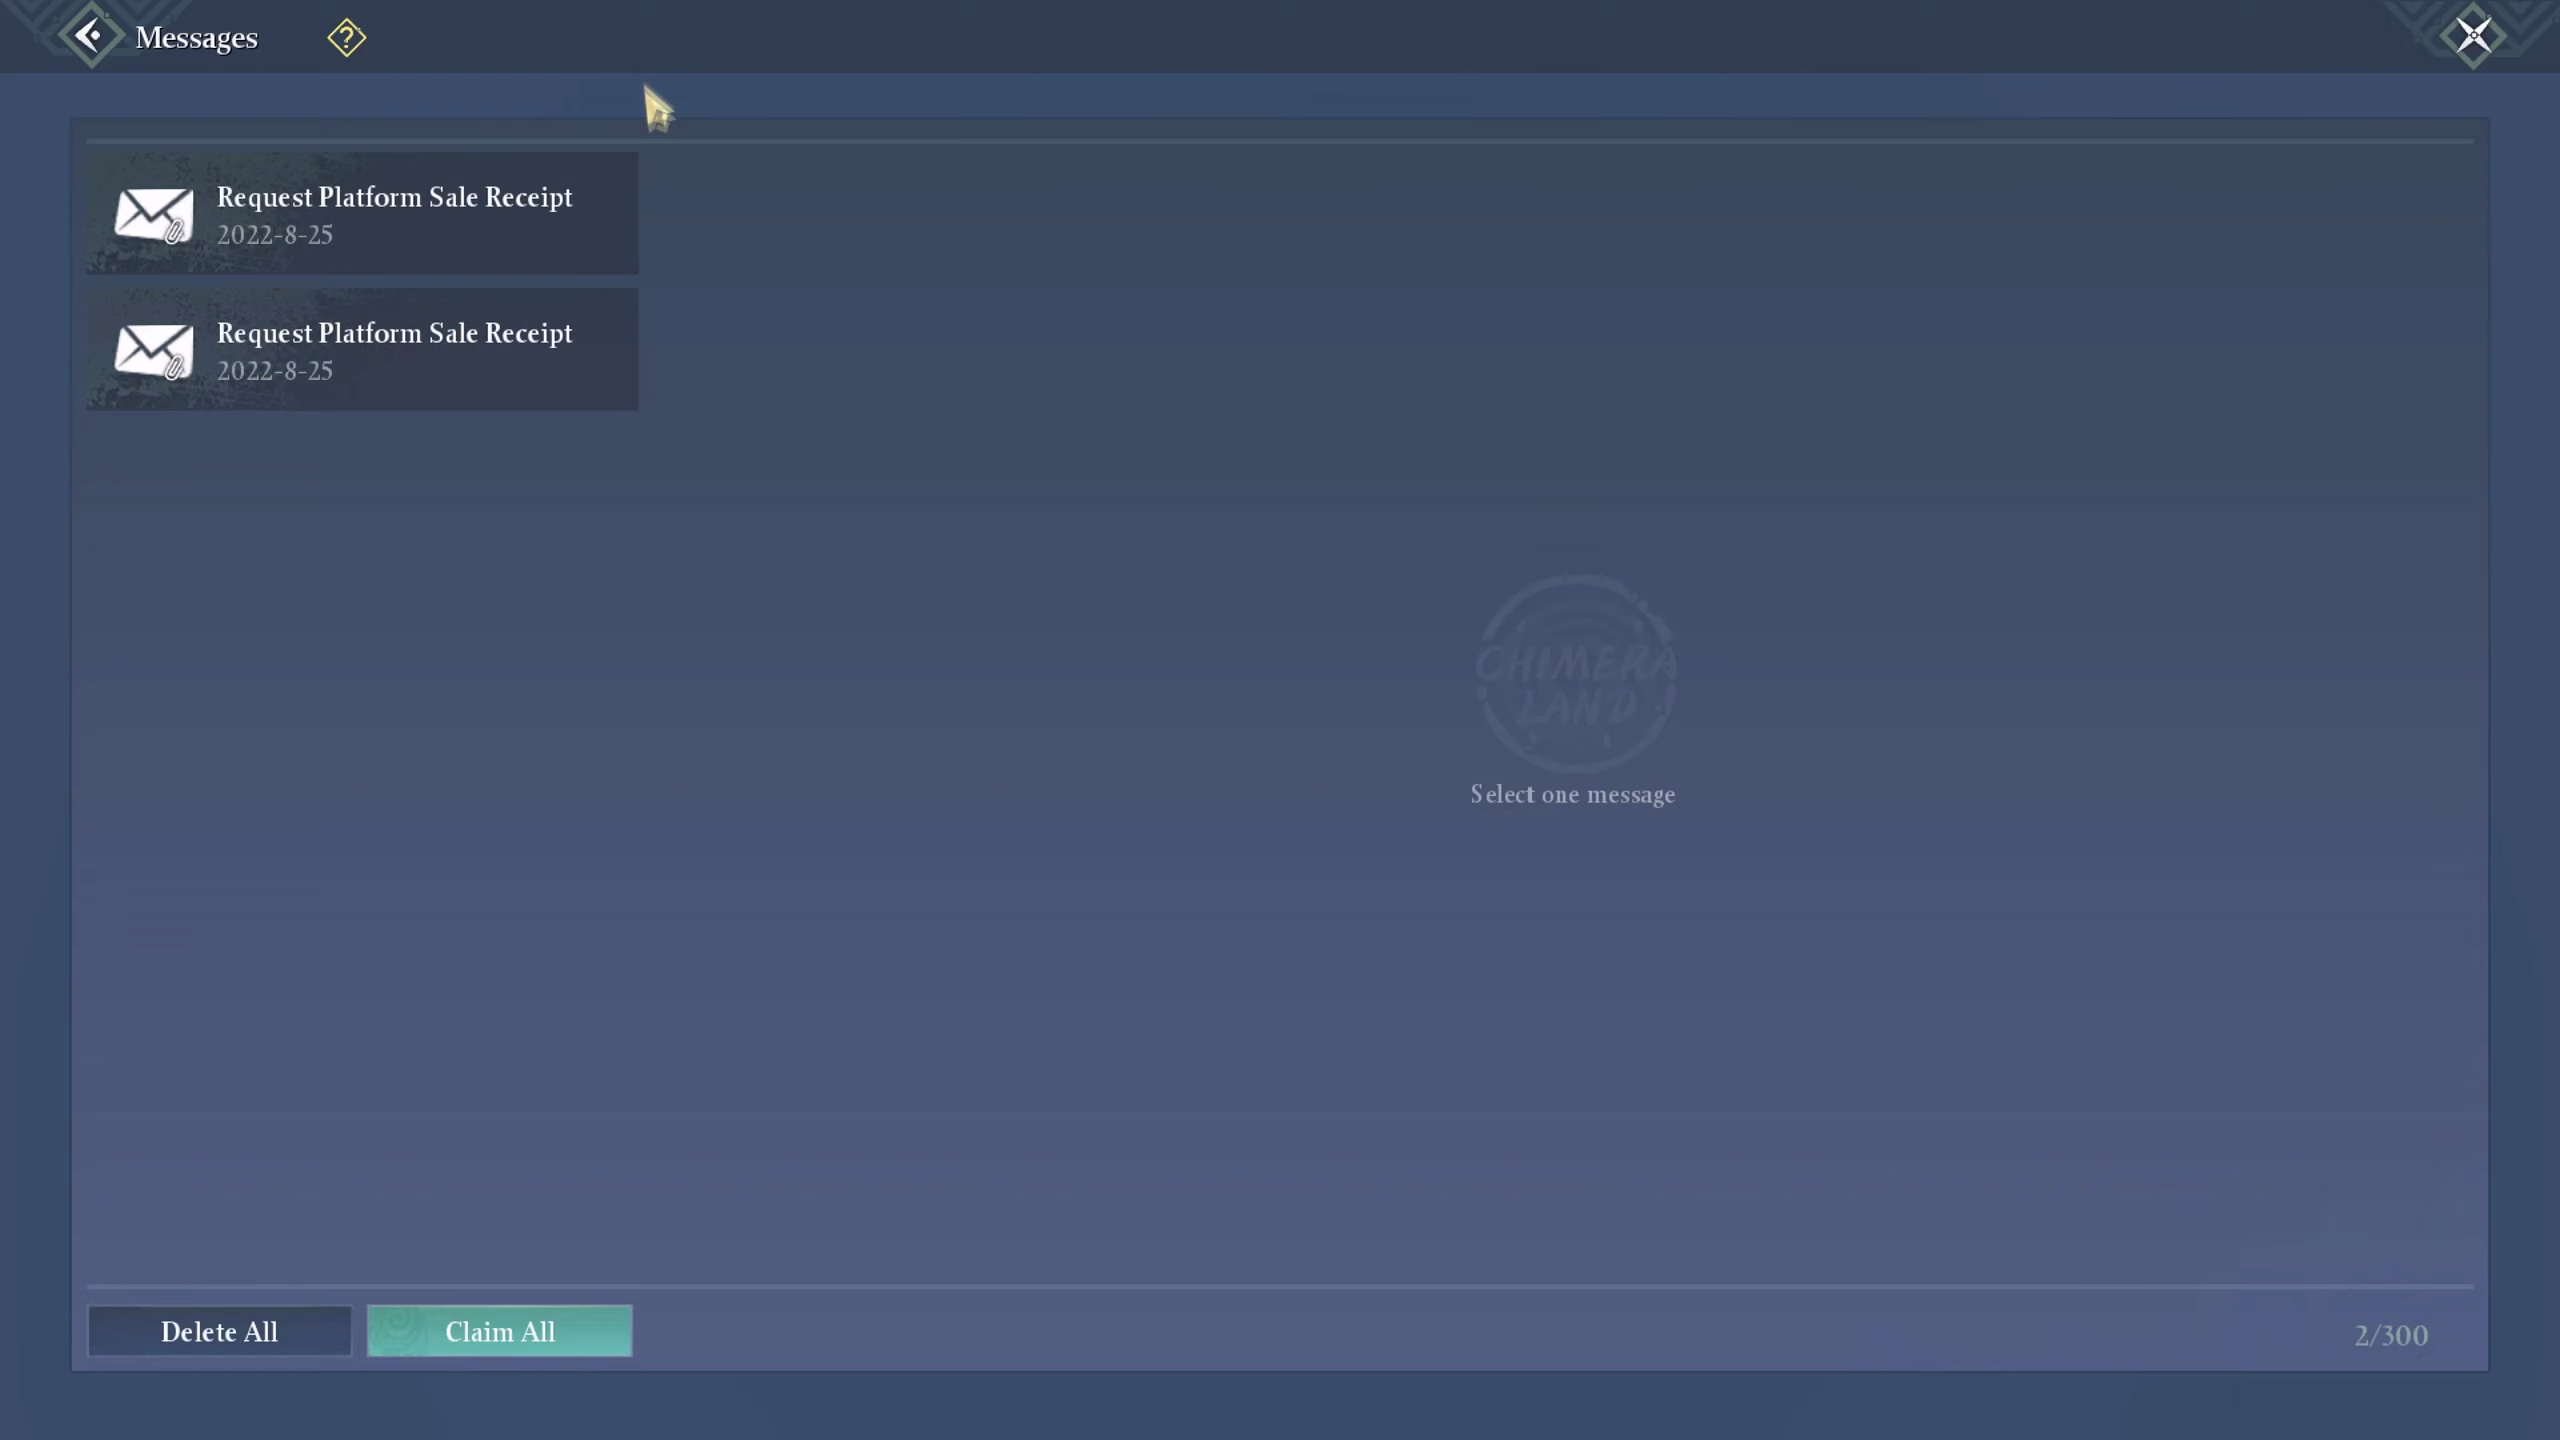 Messages
?
Request Platform Sale Receipt
2022-8-25
Request Platform Sale Receipt
2022-8-25
CHIMERA
LAND
Select one message
Delete All
Claim All
2/300